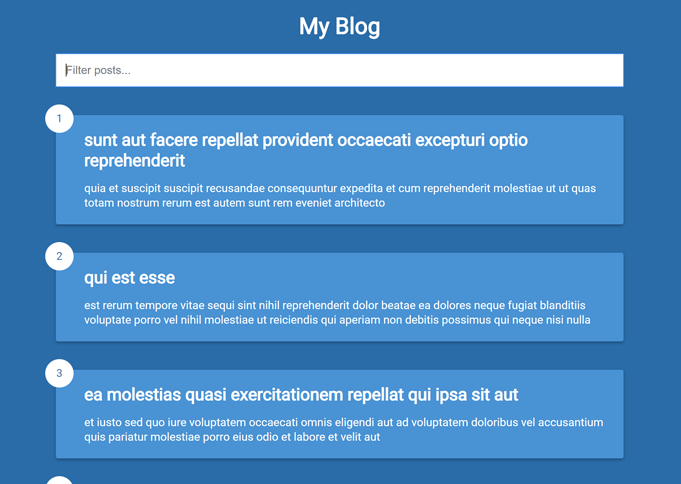 My Blog
Filter posts...
1
sunt aut facere repellat provident occaecati excepturi optio
reprehenderit
quia et suscipit suscipit recusandae consequuntur expedita et cum reprehenderit molestiae ut ut quas
totam nostrum rerum est autem sunt rem eveniet architecto
2
qui est esse
est rerum tempore vitae sequi sint nihil reprehenderit dolor beatae ea dolores neque fugiat blanditiis
voluptate porro vel nihil molestiae ut reiciendis qui aperiam non debitis possimus qui neque nisi nulla
3
ea molestias quasi exercitationem repellat qui ipsa sit aut
et iusto sed quo iure voluptatem occaecati omnis eligendi aut ad voluptatem doloribus vel accusantium
quis pariatur molestiae porro eius odio et labore et velit aut